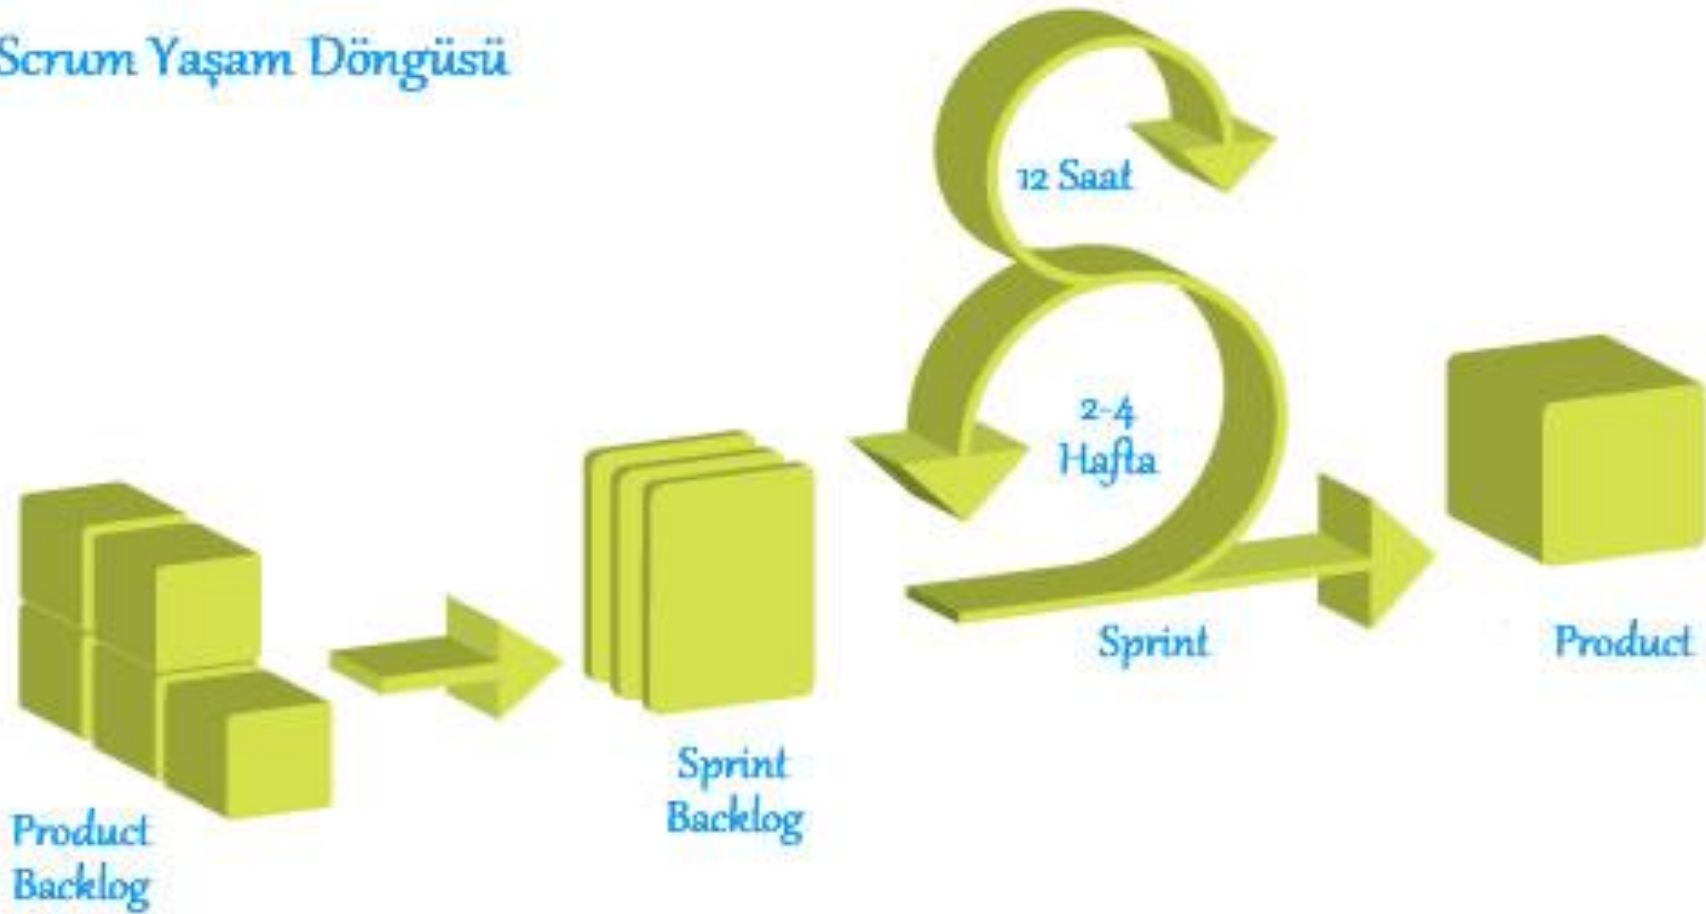 Scrum Yaşam Döngüsü
12 Saat
2-4
Hafta
Sprint
Product
Sprint
Backlog
Product
Backlog